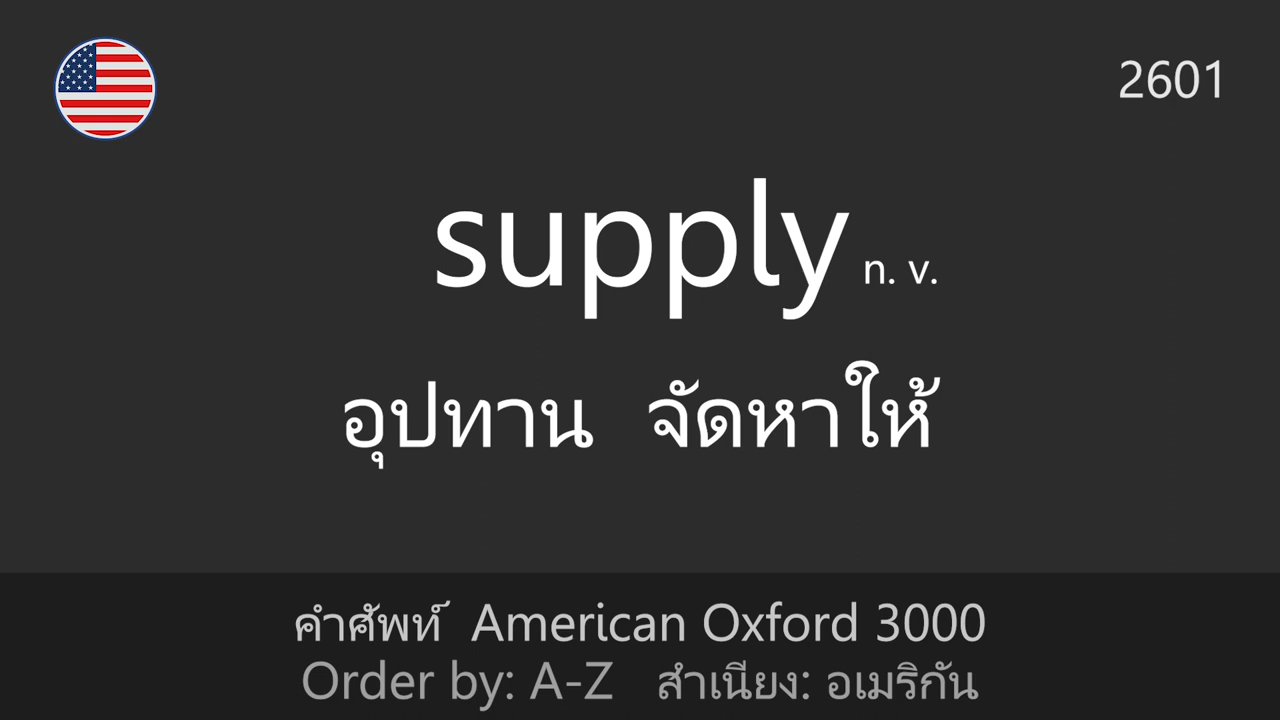 2601
supply n. v.
อุปทาน จัดหาให้
คำศัพท์ American Oxford 3000
Order by: A-Z สำเนียง: อเมริกัน